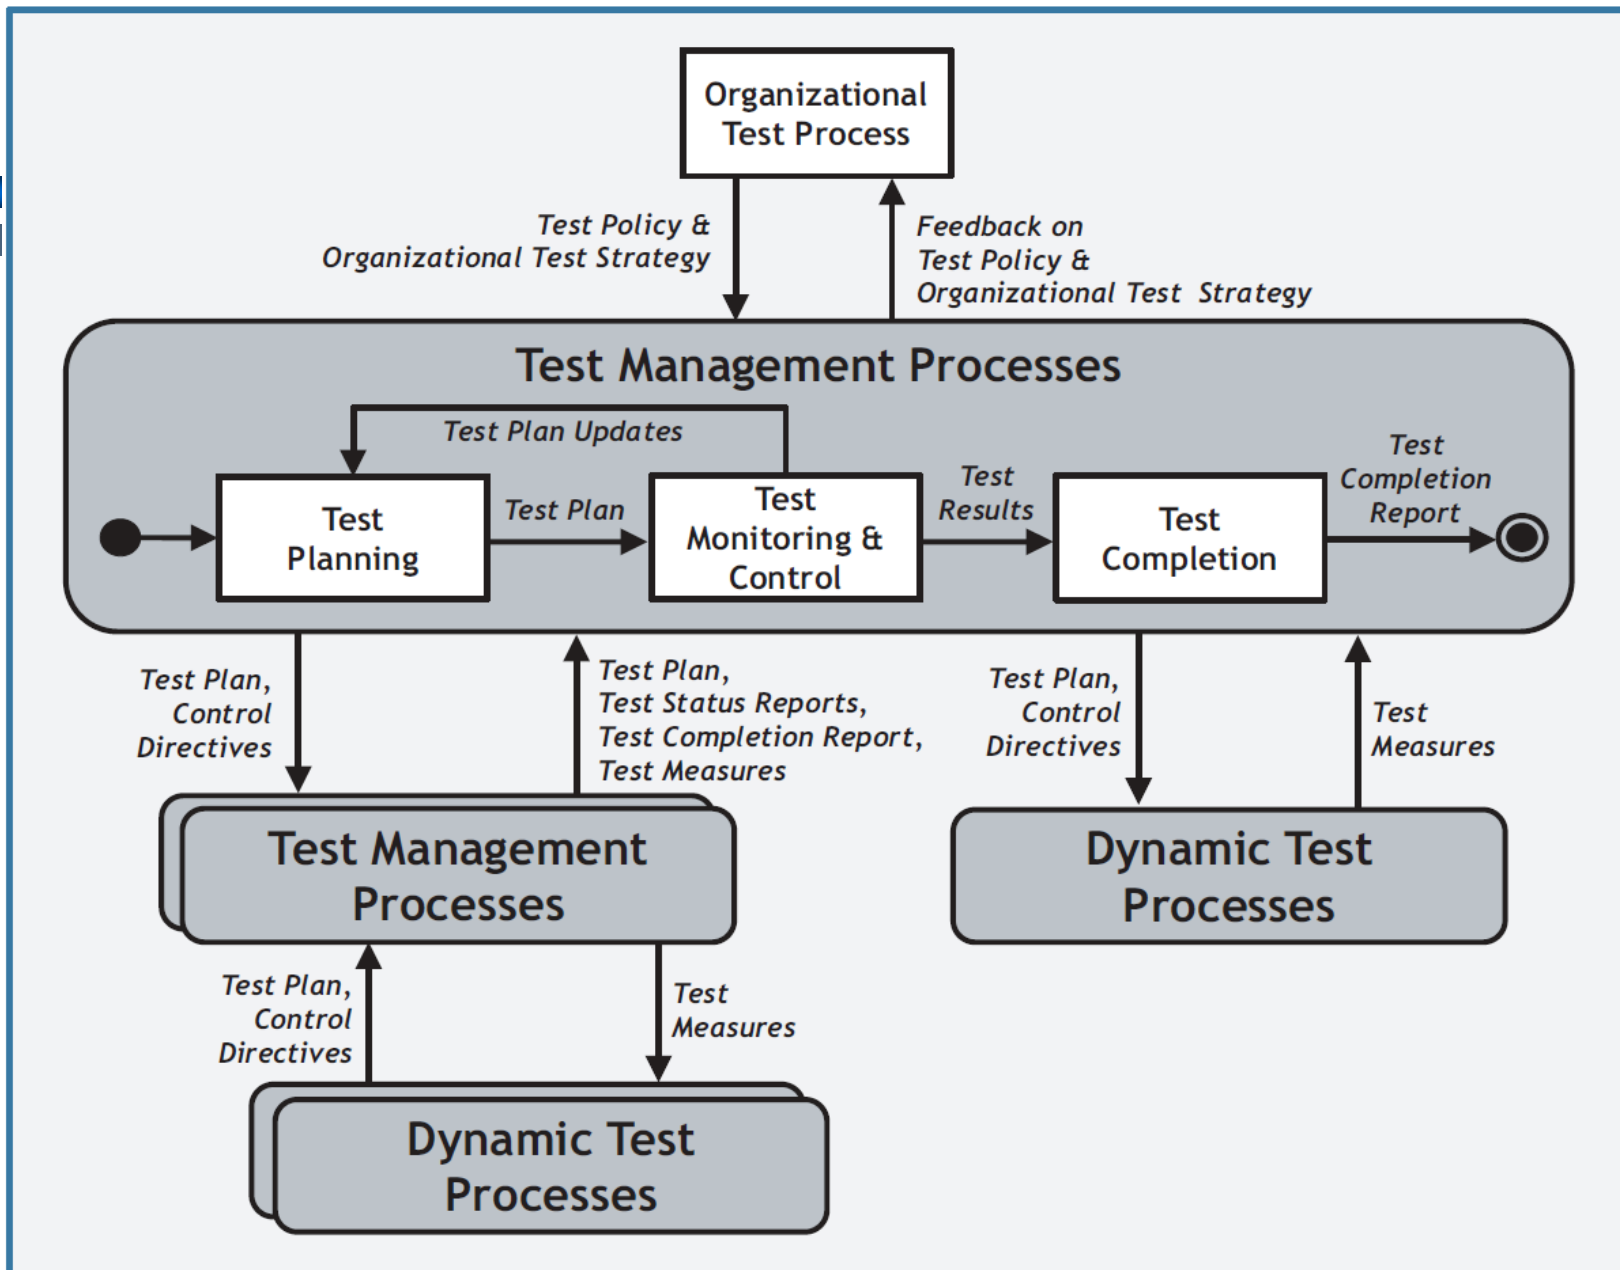 Organizational
Test Process
Test Policy &
Organizational Test Strategy
Feedback on
Test Policy &
Organizational Test Strategy
Test Management Processes
Test Plan Updates
Test
Planning
Test Plan
Test
Monitoring &
Control
Test
Results
Test
Completion
Test
Completion
Report
Test Plan,
Control
Directives
Test Plan,
Test Status Reports,
Test Completion Report,
Test Measures
Test Plan,
Control
Directives
Test
Measures
Test Management
Processes
Dynamic Test
Processes
Test Plan,
Control
Directives
Test
Measures
Dynamic Test
Processes